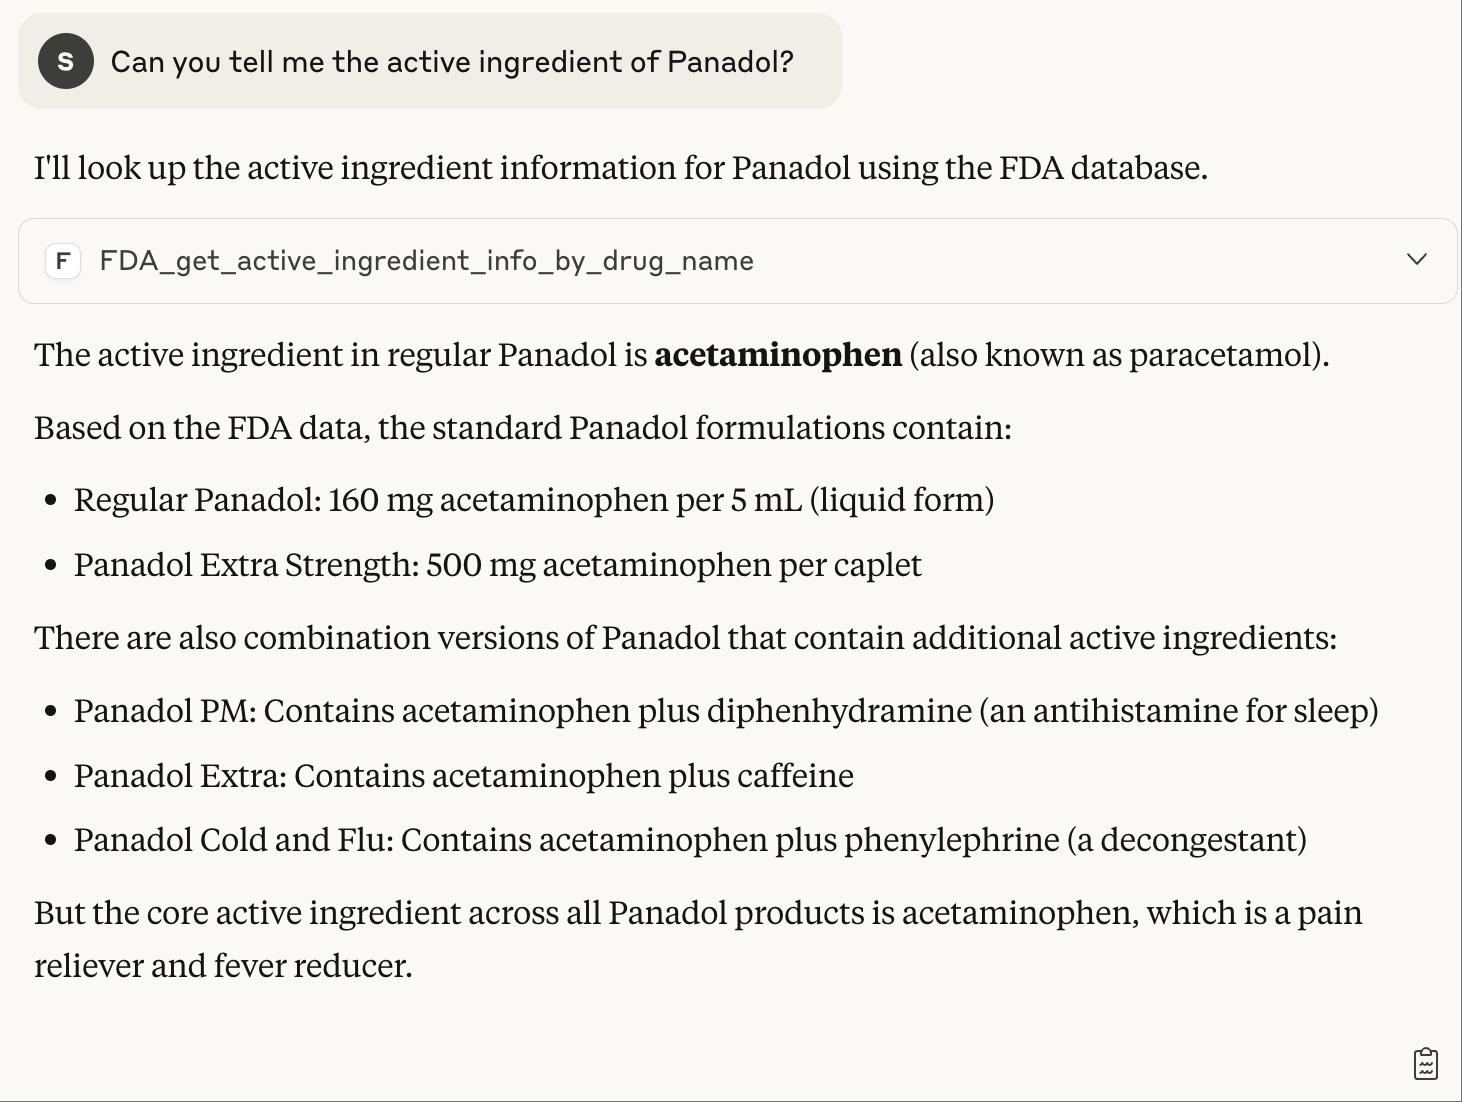 S
Can you tell me the active ingredient of Panadol?
I'll look up the active ingredient information for Panadol using the FDA database.
F
FDA_get_active_ingredient_info_by_drug_name
The active ingredient in regular Panadol is acetaminophen (also known as paracetamol).
Based on the FDA data, the standard Panadol formulations contain:
• Regular Panadol: 160 mg acetaminophen per 5 mL (liquid form)
• Panadol Extra Strength: 500 mg acetaminophen per caplet
There are also combination versions of Panadol that contain additional active ingredients:
• Panadol PM: Contains acetaminophen plus diphenhydramine (an antihistamine for sleep)
• Panadol Extra: Contains acetaminophen plus caffeine
• Panadol Cold and Flu: Contains acetaminophen plus phenylephrine (a decongestant)
But the core active ingredient across all Panadol products is acetaminophen, which is a pain
reliever and fever reducer.